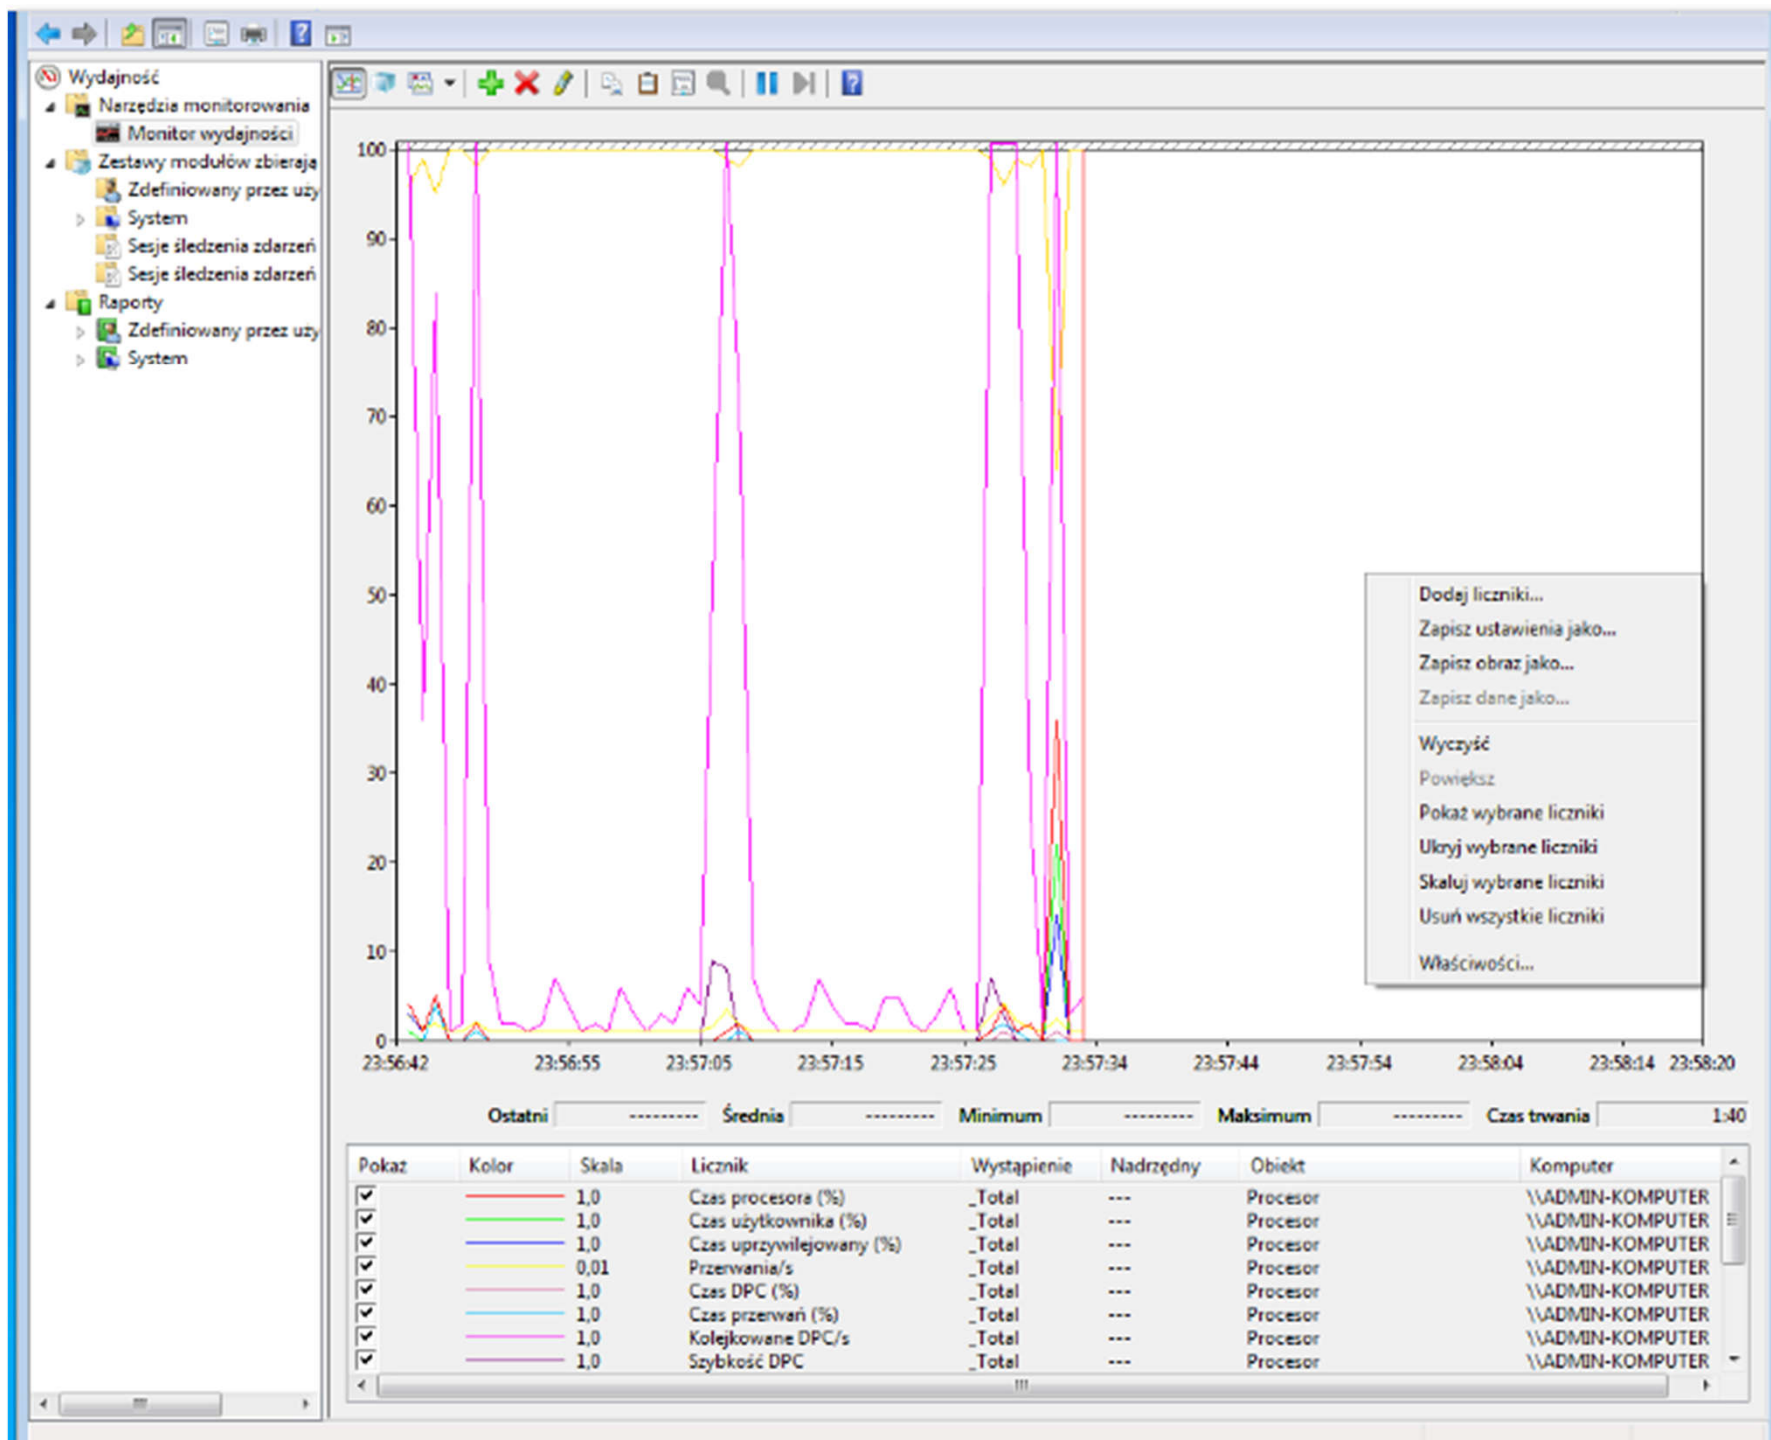 Wydajność
Narzędzia monitorowania
Monitor wydajności
Zestawy modułów zbierają
Zdefiniowany przez uży
System
Sesje śledzenia zdarzeń
Sesje śledzenia zdarzeń
Raporty
Zdefiniowany przez uży
System
100
90
80
70
60
50
40
30
20
10
0
23:56:42 23:56:55 23:57:05 23:57:15 23:57:25 23:57:34 23:57:44 23:57:54 23:58:04 23:58:14 23:58:20
Dodaj liczniki...
Zapisz ustawienia jako...
Zapisz obraz jako...
Zapisz dane jako...
Wyczyść
Powiększ
Pokaż wybrane liczniki
Ukryj wybrane liczniki
Skaluj wybrane liczniki
Usuń wszystkie liczniki
Właściwości...
Ostatni --------- Średnia --------- Minimum --------- Maksimum --------- Czas trwania 1:40
Pokaż Kolor Skala Licznik Wystąpienie Nadrzędny Obiekt Komputer
1,0 Czas procesora (%) _Total --- Procesor \\ADMIN-KOMPUTER
1,0 Czas użytkownika (%) _Total --- Procesor \\ADMIN-KOMPUTER
1,0 Czas uprzywilejowany (%) _Total --- Procesor \\ADMIN-KOMPUTER
0,01 Przerwania/s _Total --- Procesor \\ADMIN-KOMPUTER
1,0 Czas DPC (%) _Total --- Procesor \\ADMIN-KOMPUTER
1,0 Czas przerwań (%) _Total --- Procesor \\ADMIN-KOMPUTER
1,0 Kolejkowane DPC/s _Total --- Procesor \\ADMIN-KOMPUTER
1,0 Szybkość DPC _Total --- Procesor \\ADMIN-KOMPUTER